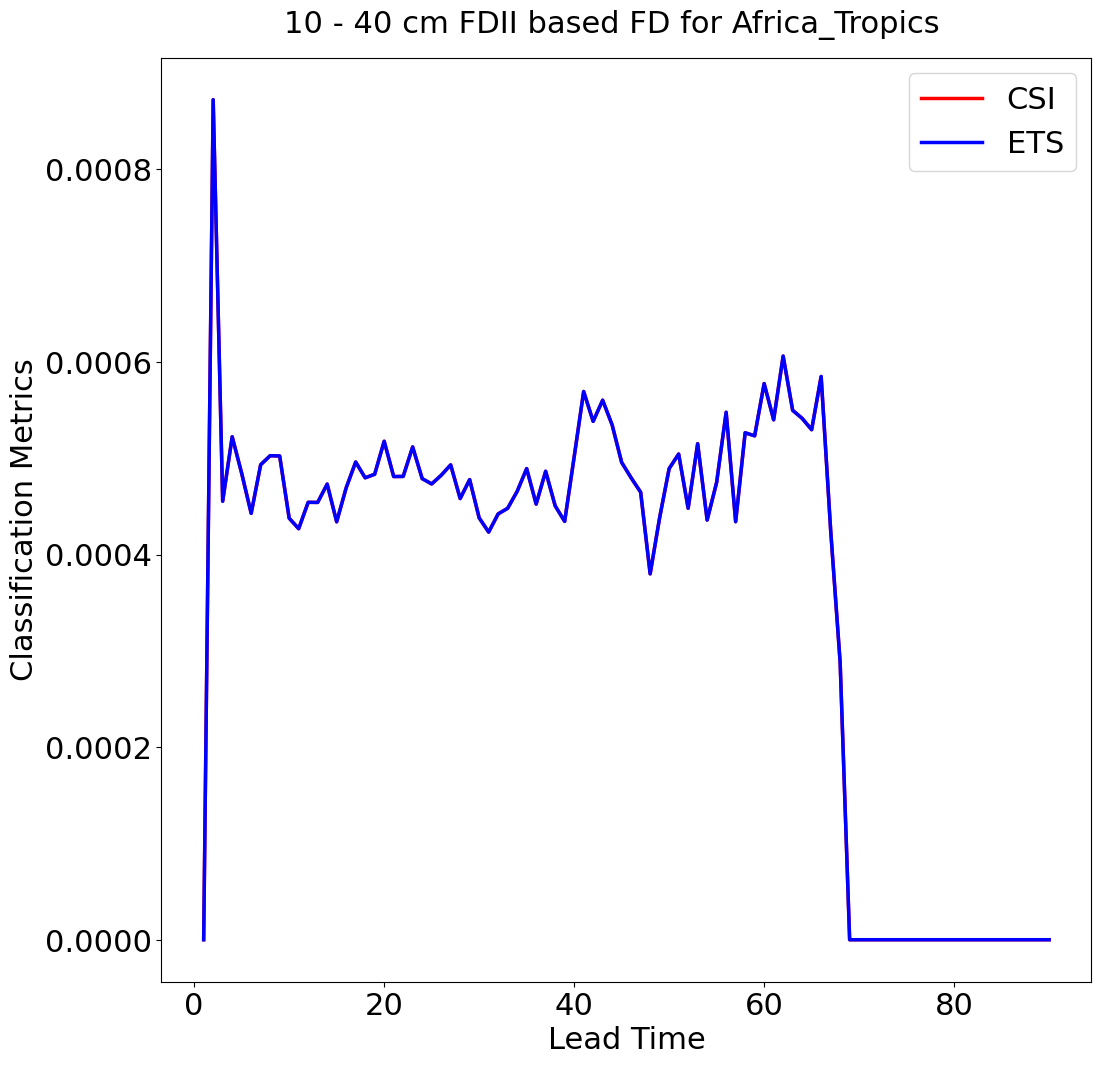 10 - 40 cm FDII based FD for Africa_Tropics
CSI
ETS
Classification Metrics
0.0008
0.0006
0.0004
0.0002
0.0000
0 20 40 60 80
Lead Time